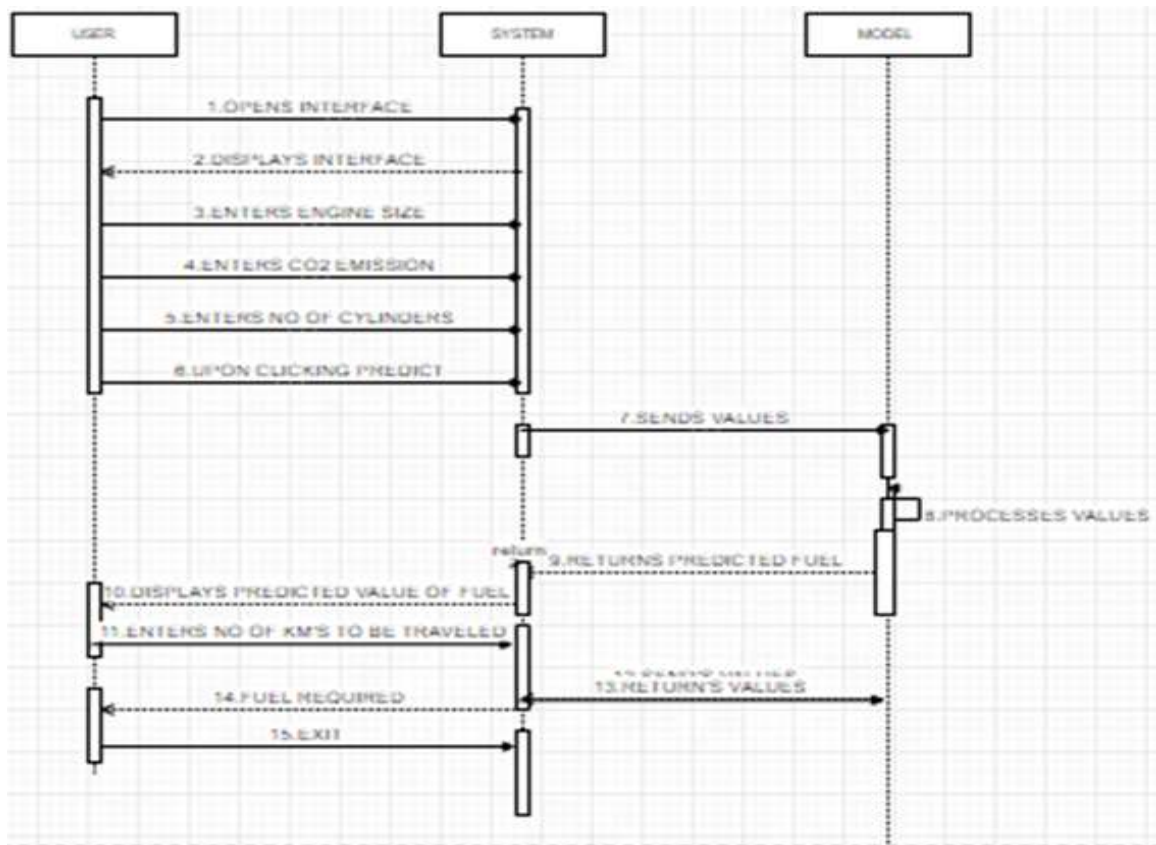 USER
SYSTEM
MODEL
1.OPENS INTERFACE
2.DISPLAYS INTERFACE
3.ENTERS ENGINE SIZE
4.ENTERS CO2 EMISSION
5.ENTERS NO OF CYLINDERS
6.UPON CLICKING PREDICT
7.SENDS VALUES
8.PROCESSES VALUES
return
9.RETURNS PREDICTED FUEL
10.DISPLAYS PREDICTED VALUE OF FUEL
11.ENTERS NO OF KM'S TO BE TRAVELED
13.RETURN'S VALUES
14.FUEL REQUIRED
15.EXIT